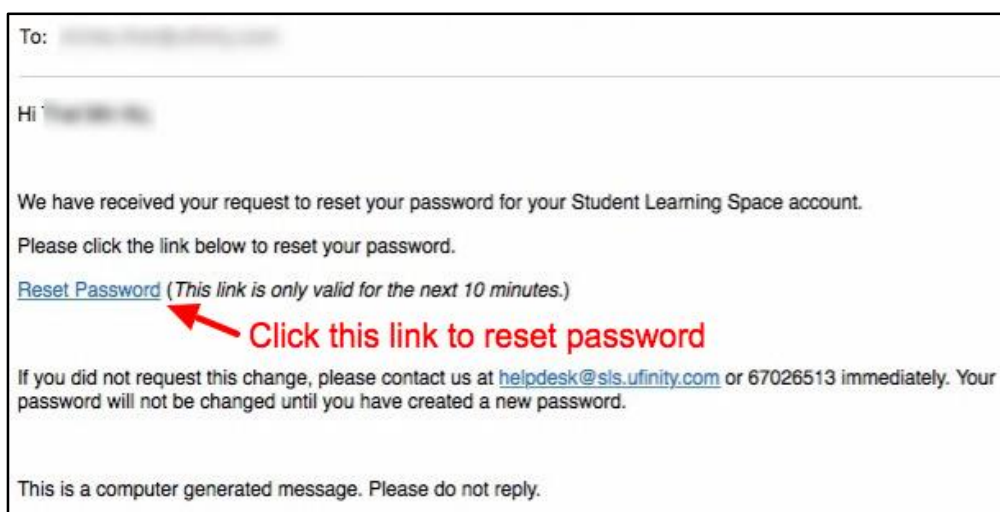 To:
Hi
We have received your request to reset your password for your Student Learning Space account.
Please click the link below to reset your password.
Reset Password (This link is only valid for the next 10 minutes.)
Click this link to reset password
If you did not request this change, please contact us at helpdesk@sls.ufinity.com or 67026513 immediately. Your
password will not be changed until you have created a new password.
This is a computer generated message. Please do not reply.